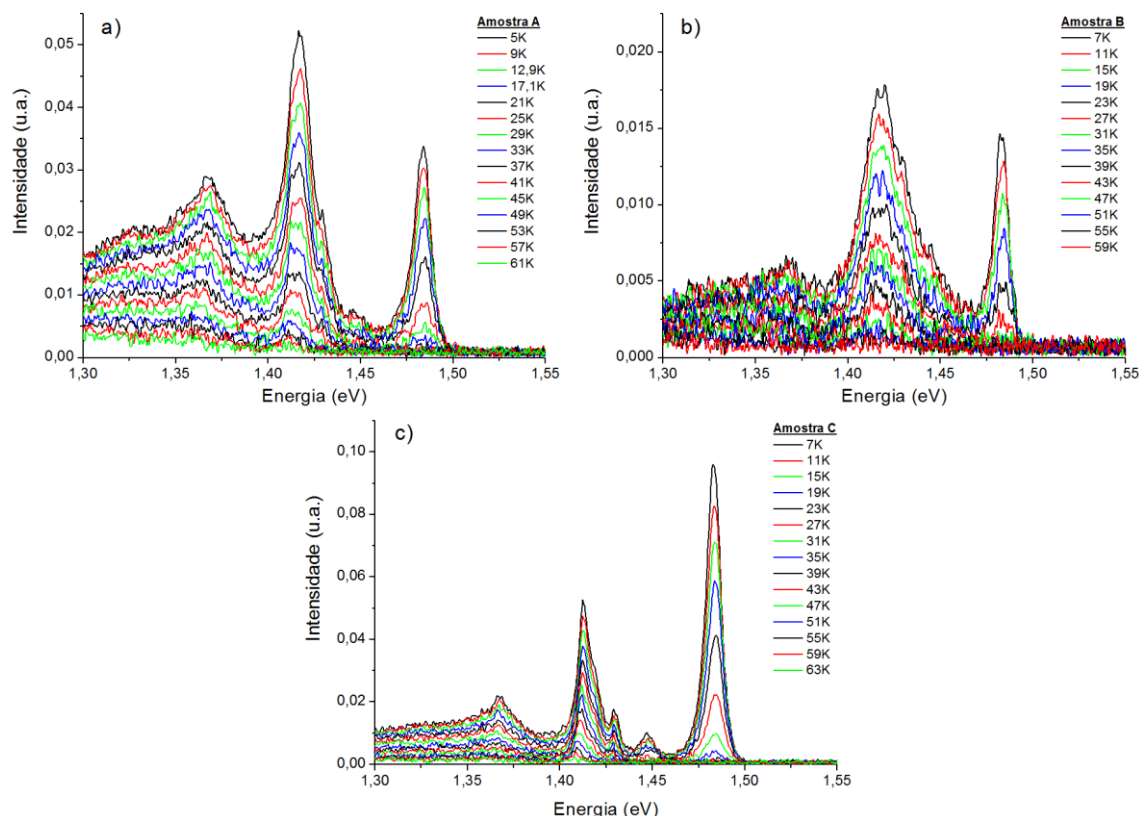 a)
Amostra A
5K
9K
12,9K
17,1K
21K
25K
29K
33K
37K
41K
45K
49K
53K
57K
61K
0,05
0,04
0,03
0,02
0,01
0,00
Intensidade (u.a.)
1,30 1,35 1,40 1,45 1,50 1,55
Energia (eV)
b)
Amostra B
7K
11K
15K
19K
23K
27K
31K
35K
39K
43K
47K
51K
55K
59K
0,020
0,015
0,010
0,005
0,000
Intensidade (u.a.)
1,30 1,35 1,40 1,45 1,50 1,55
Energia (eV)
c)
Amostra C
7K
11K
15K
19K
23K
27K
31K
35K
39K
43K
47K
51K
55K
59K
63K
0,10
0,08
0,06
0,04
0,02
0,00
Intensidade (u.a.)
1,30 1,35 1,40 1,45 1,50 1,55
Energia (eV)